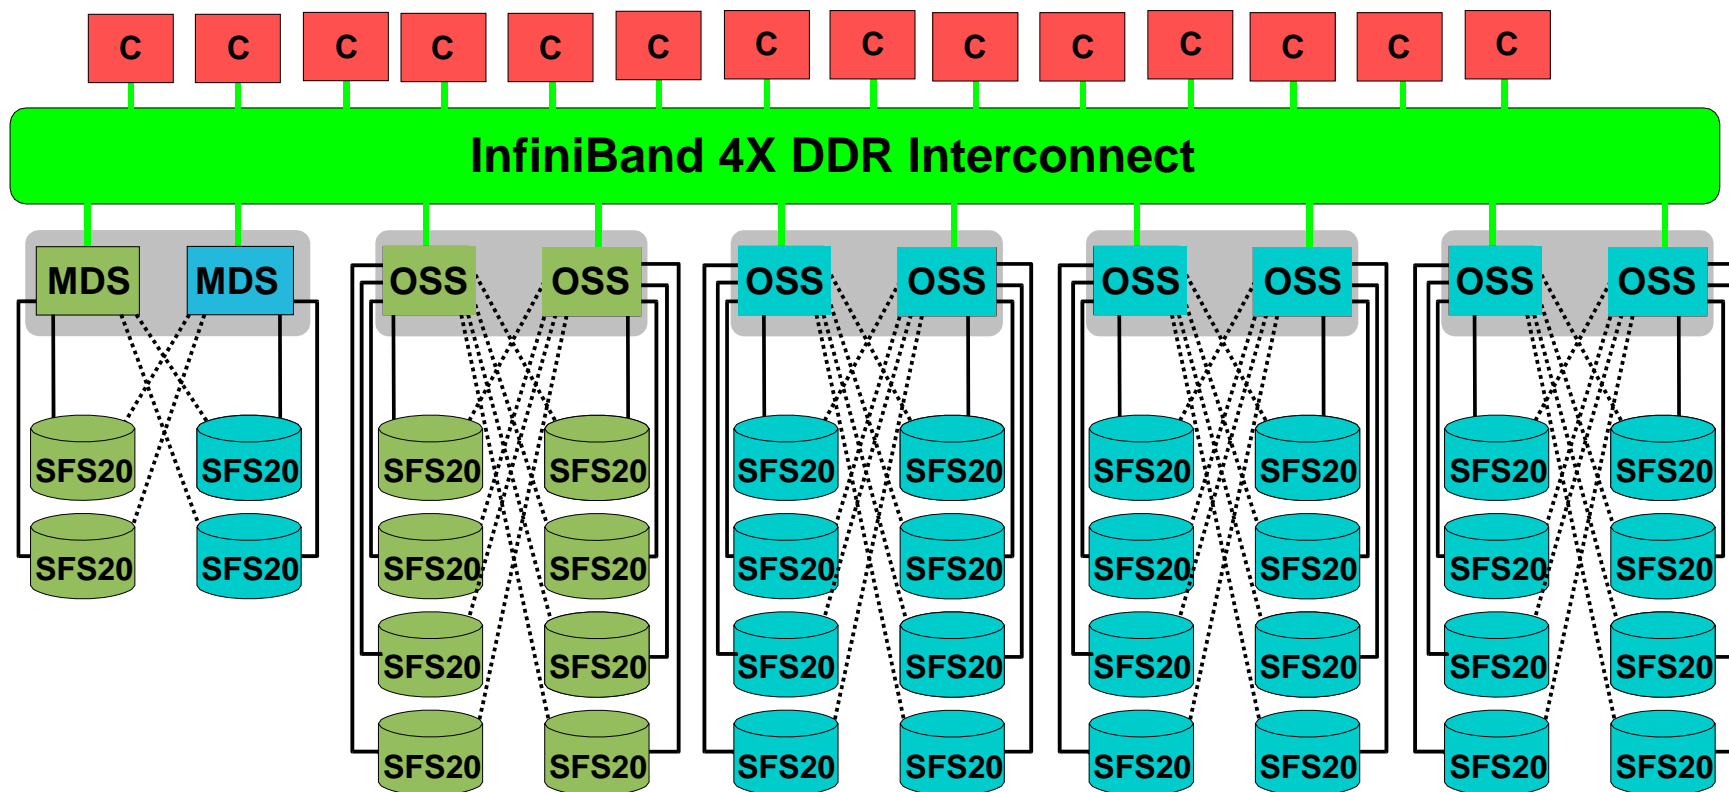 C C C C C C C C C C C C C C
InfiniBand 4X DDR Interconnect
MDS MDS OSS OSS OSS OSS OSS OSS OSS OSS
SFS20 SFS20 SFS20 SFS20 SFS20 SFS20 SFS20 SFS20 SFS20 SFS20
SFS20 SFS20 SFS20 SFS20 SFS20 SFS20 SFS20 SFS20 SFS20 SFS20
SFS20 SFS20 SFS20 SFS20 SFS20 SFS20 SFS20 SFS20
SFS20 SFS20 SFS20 SFS20 SFS20 SFS20 SFS20 SFS20